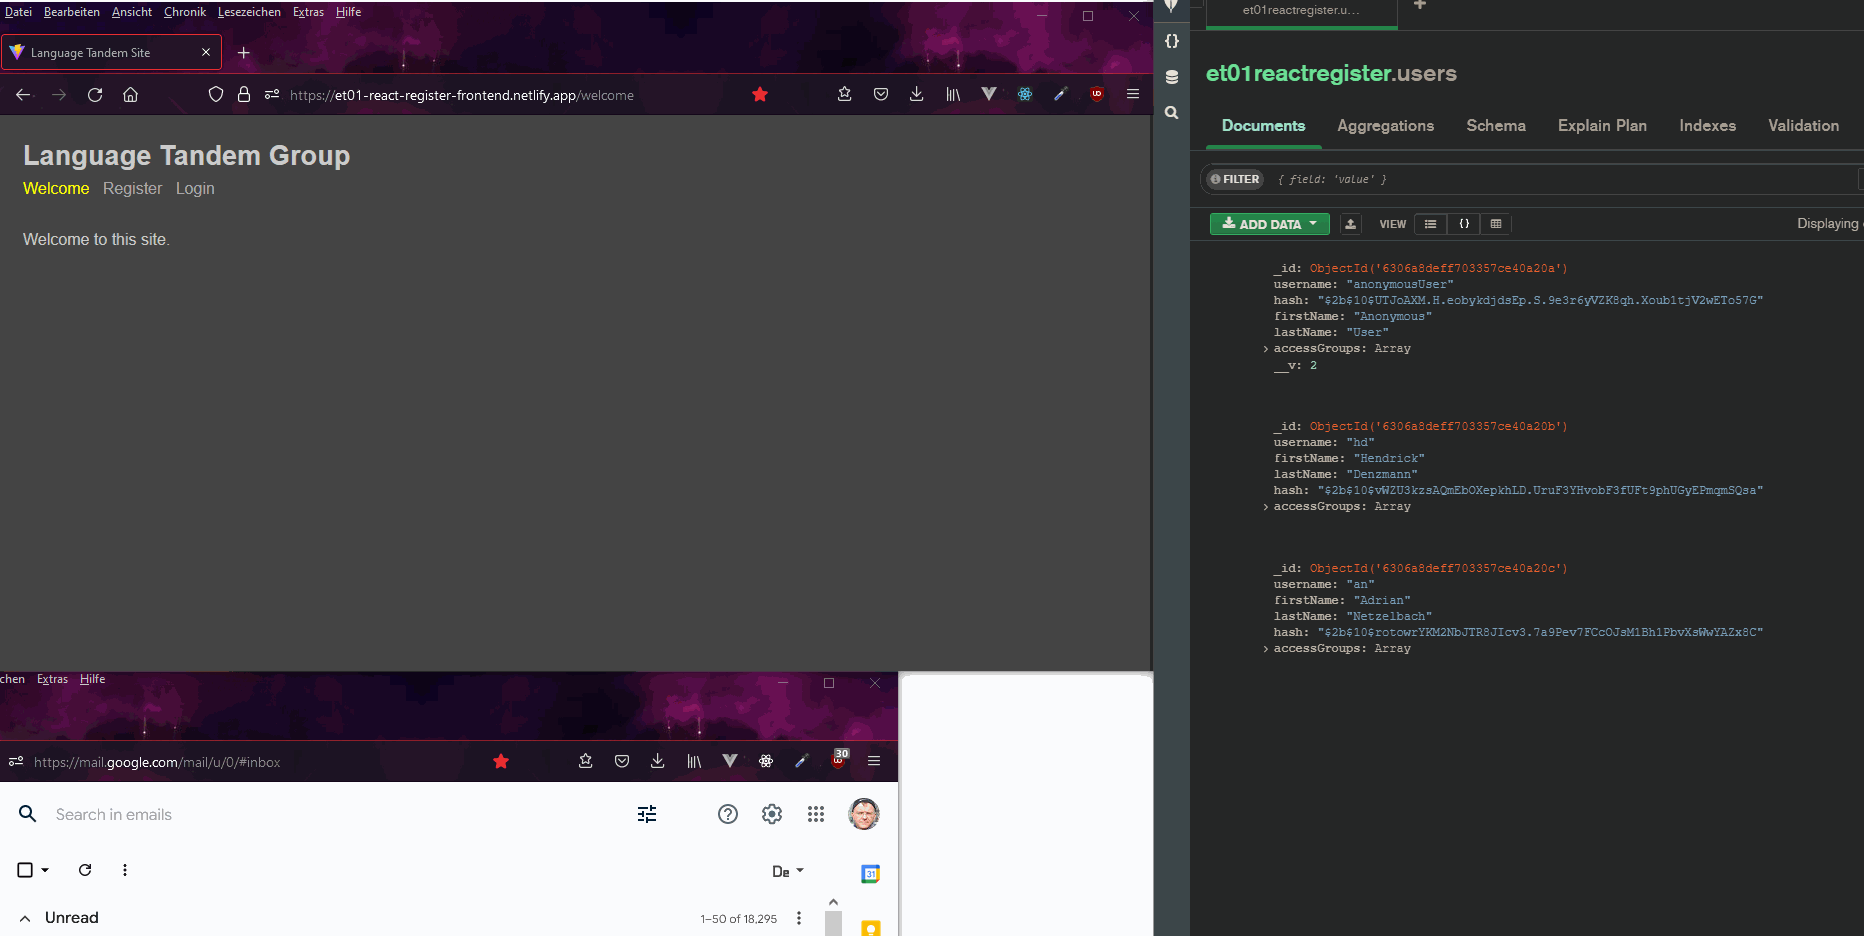 Datei Bearbeiten Ansicht Chronik Lesezeichen Extras Hilfe
Language Tandem Site
https://et01-react-register-frontend.netlify.app/welcome
Language Tandem Group
Welcome Register Login
Welcome to this site.
chen Extras Hilfe
https://mail.google.com/mail/u/0/#inbox
30
Search in emails
De
31
Unread
1–50 of 18,295
et01reactregister.u...
et01reactregister.users
Documents Aggregations Schema Explain Plan Indexes Validation
FILTER { field: 'value' }
ADD DATA VIEW Displaying
_id: ObjectId('6306a8deff703357ce40a20a')
username: "anonymousUser"
hash: "$2b$10$UTJoAXM.H.eobykdjdsEp.S.9e3r6yVZK8qh.Xoub1tjV2wETo57G"
firstName: "Anonymous"
lastName: "User"
accessGroups: Array
__v: 2
_id: ObjectId('6306a8deff703357ce40a20b')
username: "hd"
firstName: "Hendrick"
lastName: "Denzmann"
hash: "$2b$10$vWZU3kzsAQmEbOXepkhLD.UruF3YHvobF3fUFt9phUGyEPmqmSQsa"
accessGroups: Array
_id: ObjectId('6306a8deff703357ce40a20c')
username: "an"
firstName: "Adrian"
lastName: "Netzelbach"
hash: "$2b$10$rotowrYKM2NbJTR8JIcv3.7a9Pev7FCcOJsM1Bh1PbvXsWwYAZx8C"
accessGroups: Array